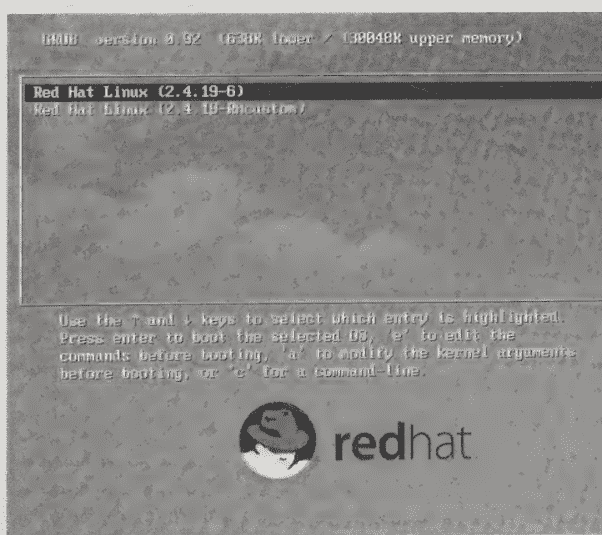 GRUB version 0.92 (638K lower / 130048K upper memory)
Red Hat Linux (2.4.19-6)
Red Hat Linux (2.4.19-6hcustom)
Use the ↑ and ↓ keys to select which entry is highlighted.
Press enter to boot the selected OS, 'e' to edit the
commands before booting, 'a' to modify the kernel arguments
before booting, or 'c' for a command-line.
redhat